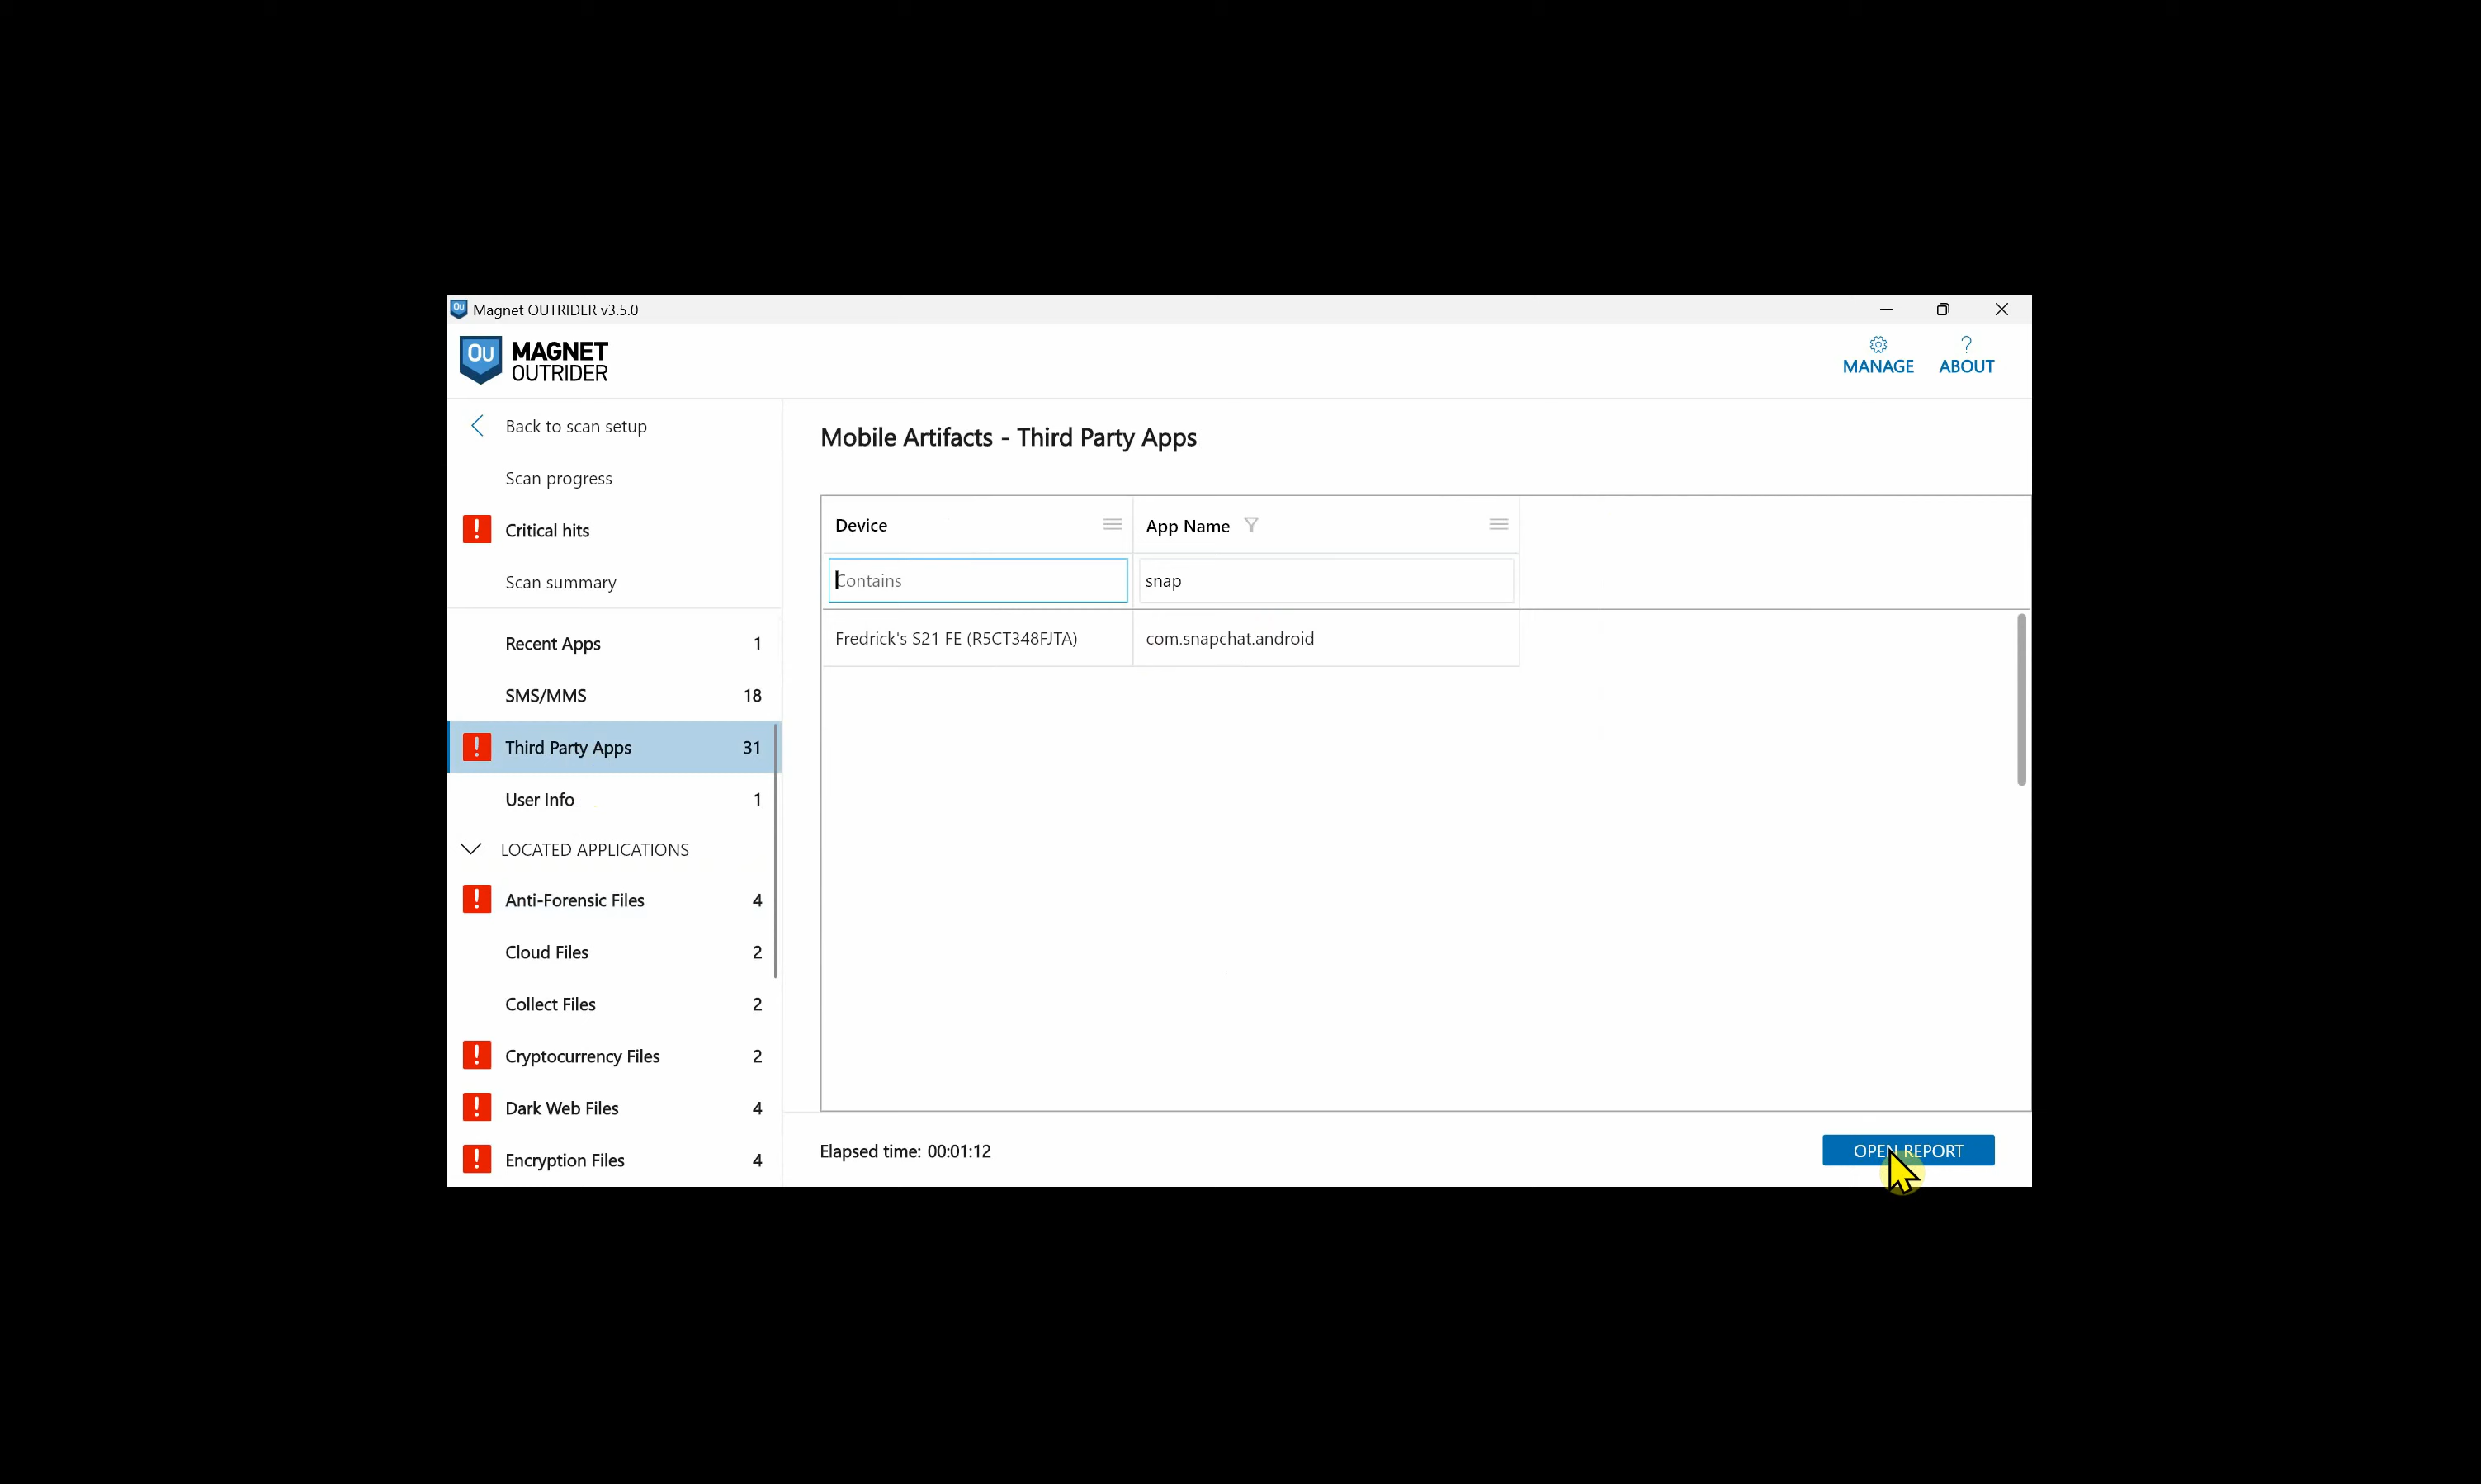 Magnet OUTRIDER v3.5.0
OU MAGNET
OUTRIDER
MANAGE
? ABOUT
Back to scan setup
Scan progress
! Critical hits
Scan summary
Recent Apps 1
SMS/MMS 18
! Third Party Apps 31
User Info 1
LOCATED APPLICATIONS
! Anti-Forensic Files 4
Cloud Files 2
Collect Files 2
! Cryptocurrency Files 2
! Dark Web Files 4
! Encryption Files 4
Mobile Artifacts - Third Party Apps
Device App Name
Contains snap
Fredrick's S21 FE (R5CT348FJTA) com.snapchat.android
Elapsed time: 00:01:12
OPEN REPORT